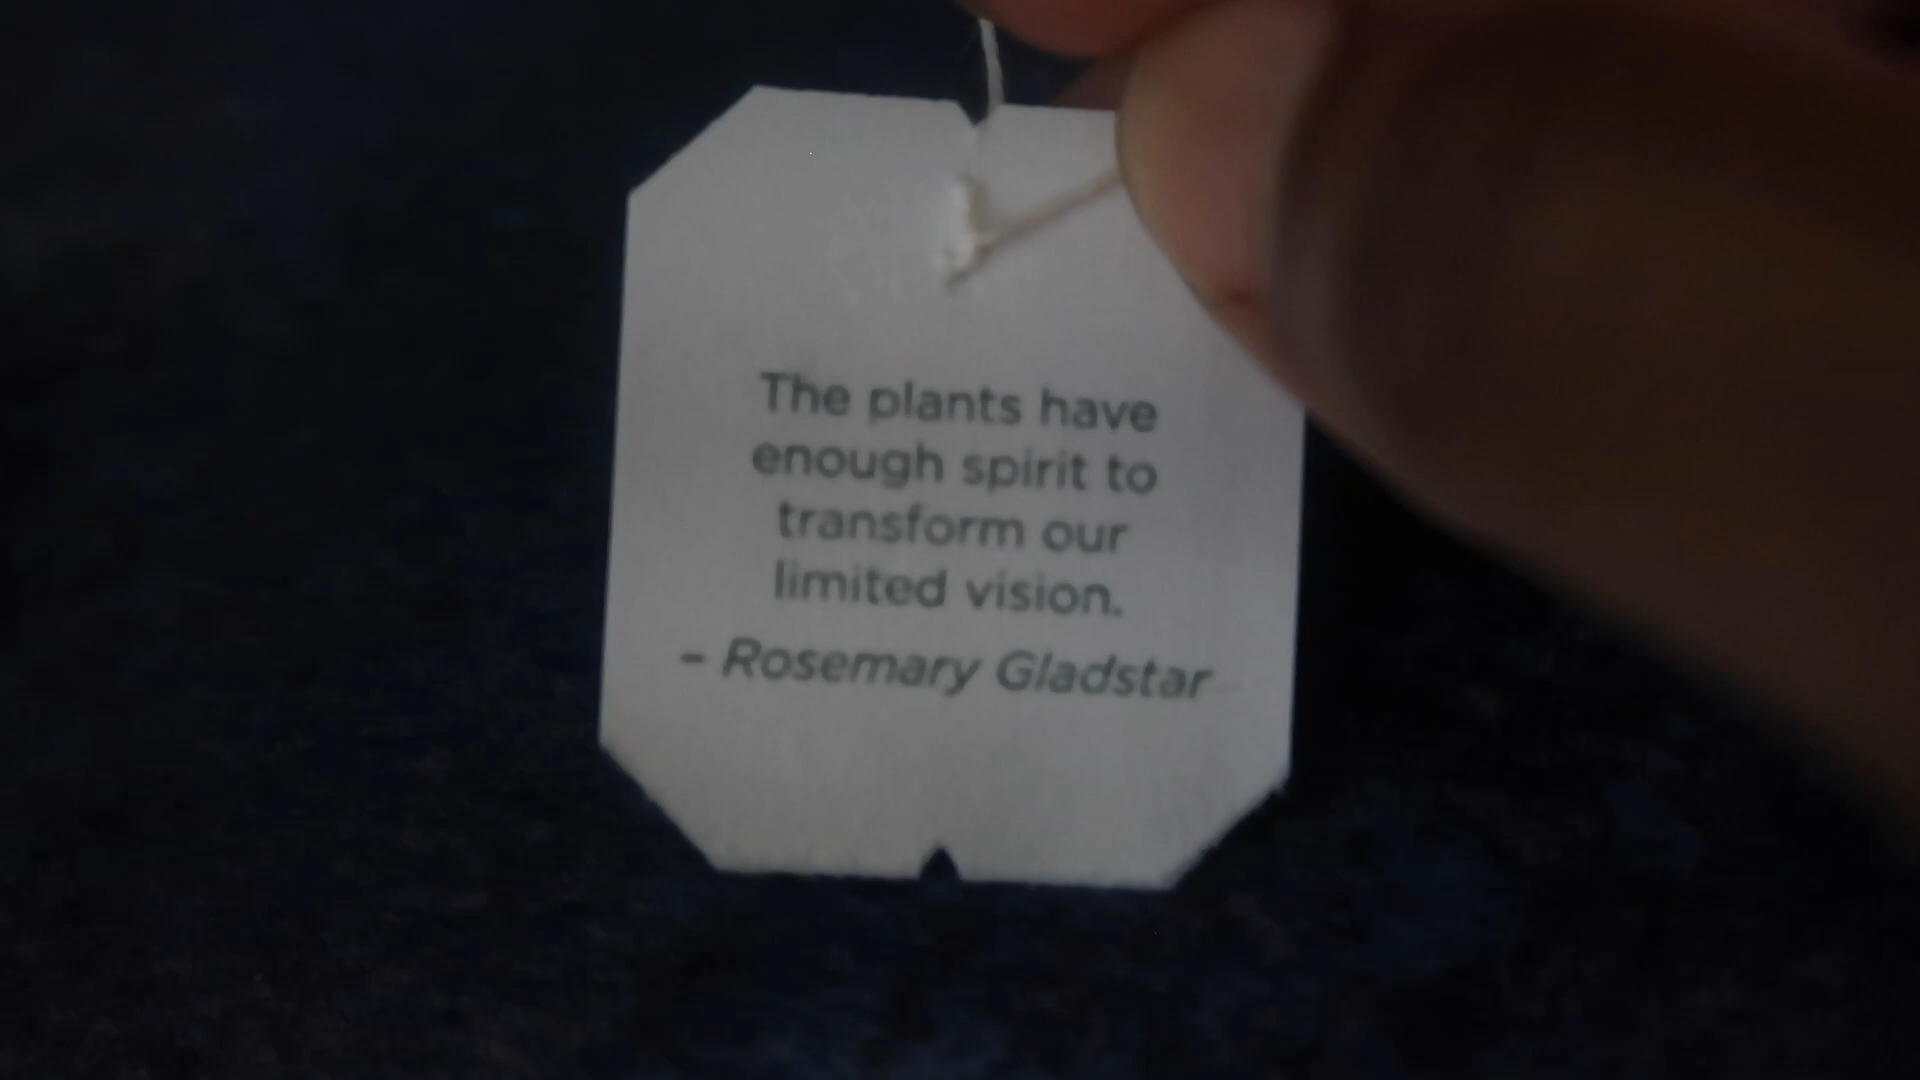 The plants have
enough spirit to
transform our
limited vision.
– Rosemary Gladstar